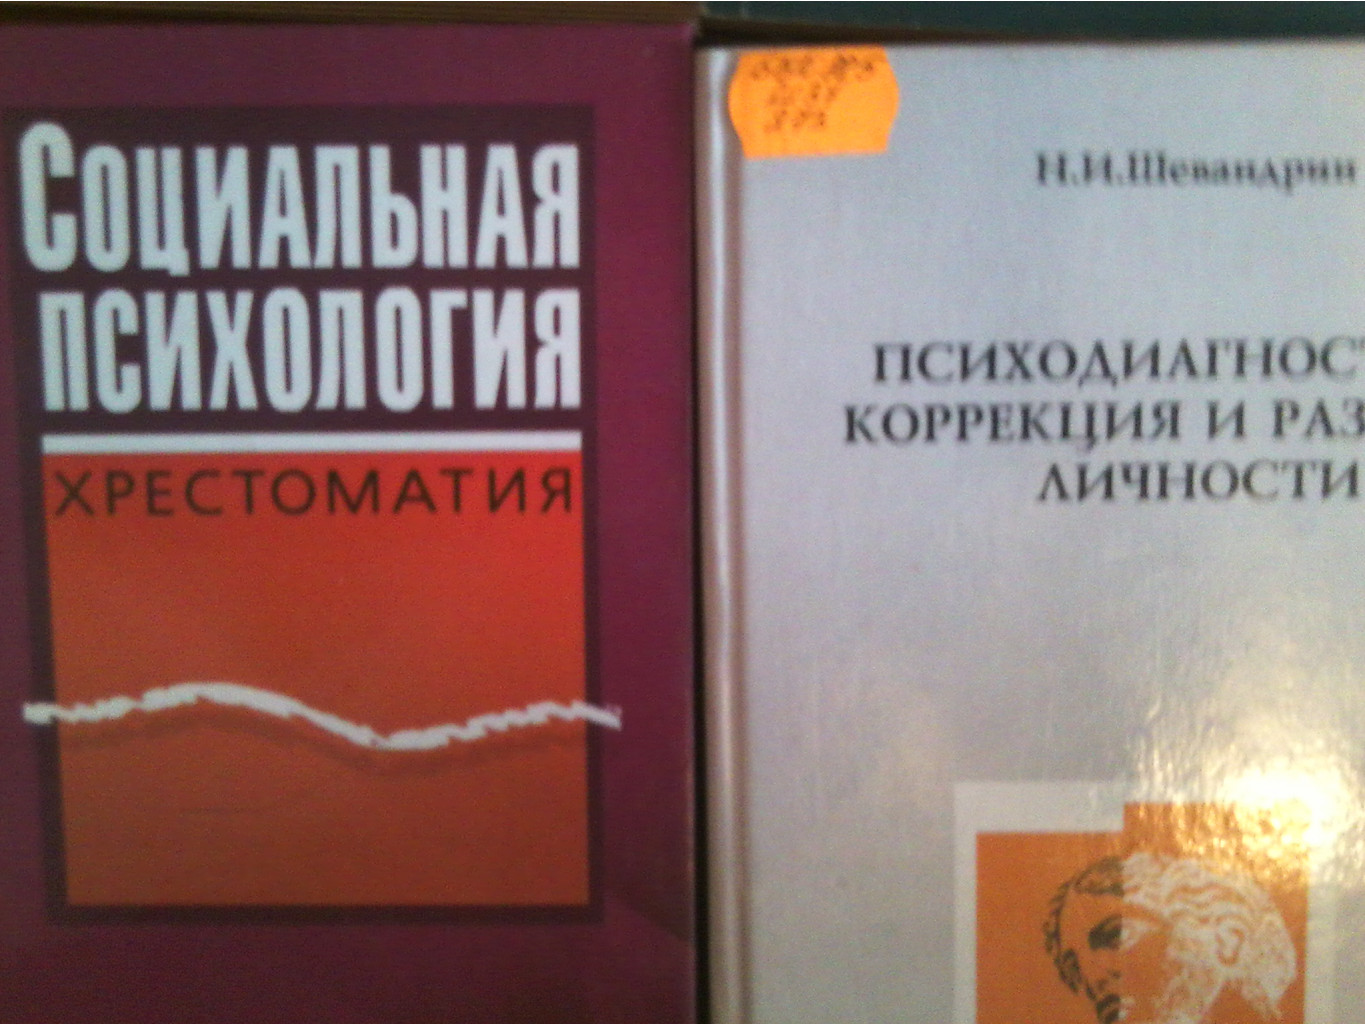 Социальная
психология
ХРЕСТОМАТИЯ
Н.И.Шевандрин
ПСИХОДИАГНОСТ
КОРРЕКЦИЯ И РАЗ
ЛИЧНОСТИ